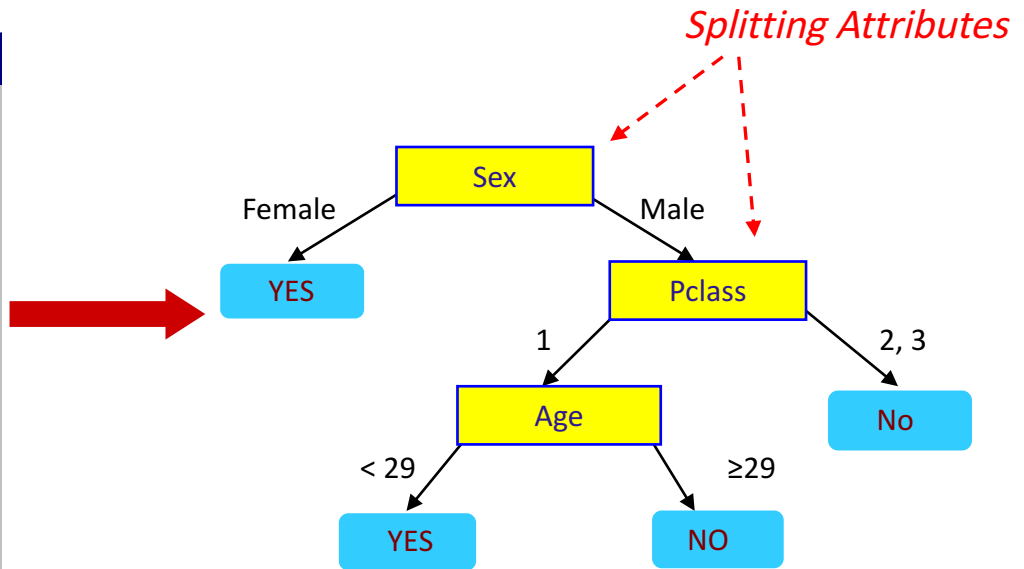 Splitting Attributes
Sex
Female
Male
YES
Pclass
1
2, 3
Age
No
< 29
≥29
YES
NO